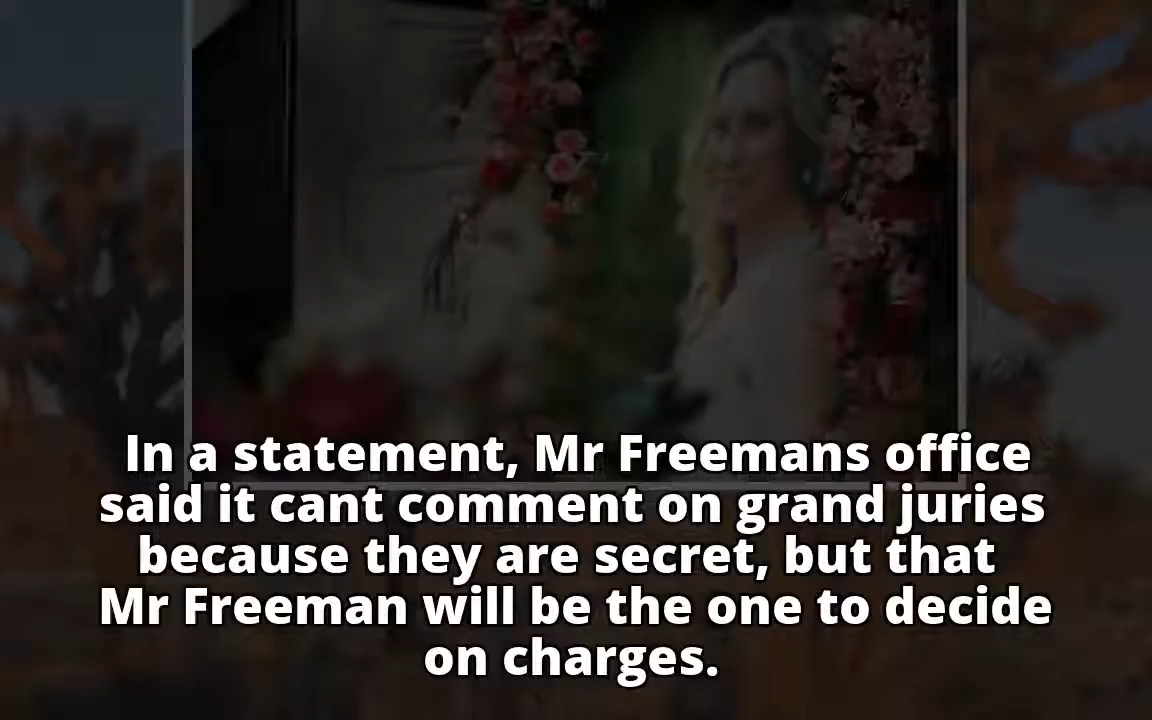 In a statement, Mr Freemans office
said it cant comment on grand juries
because they are secret, but that
Mr Freeman will be the one to decide
on charges.